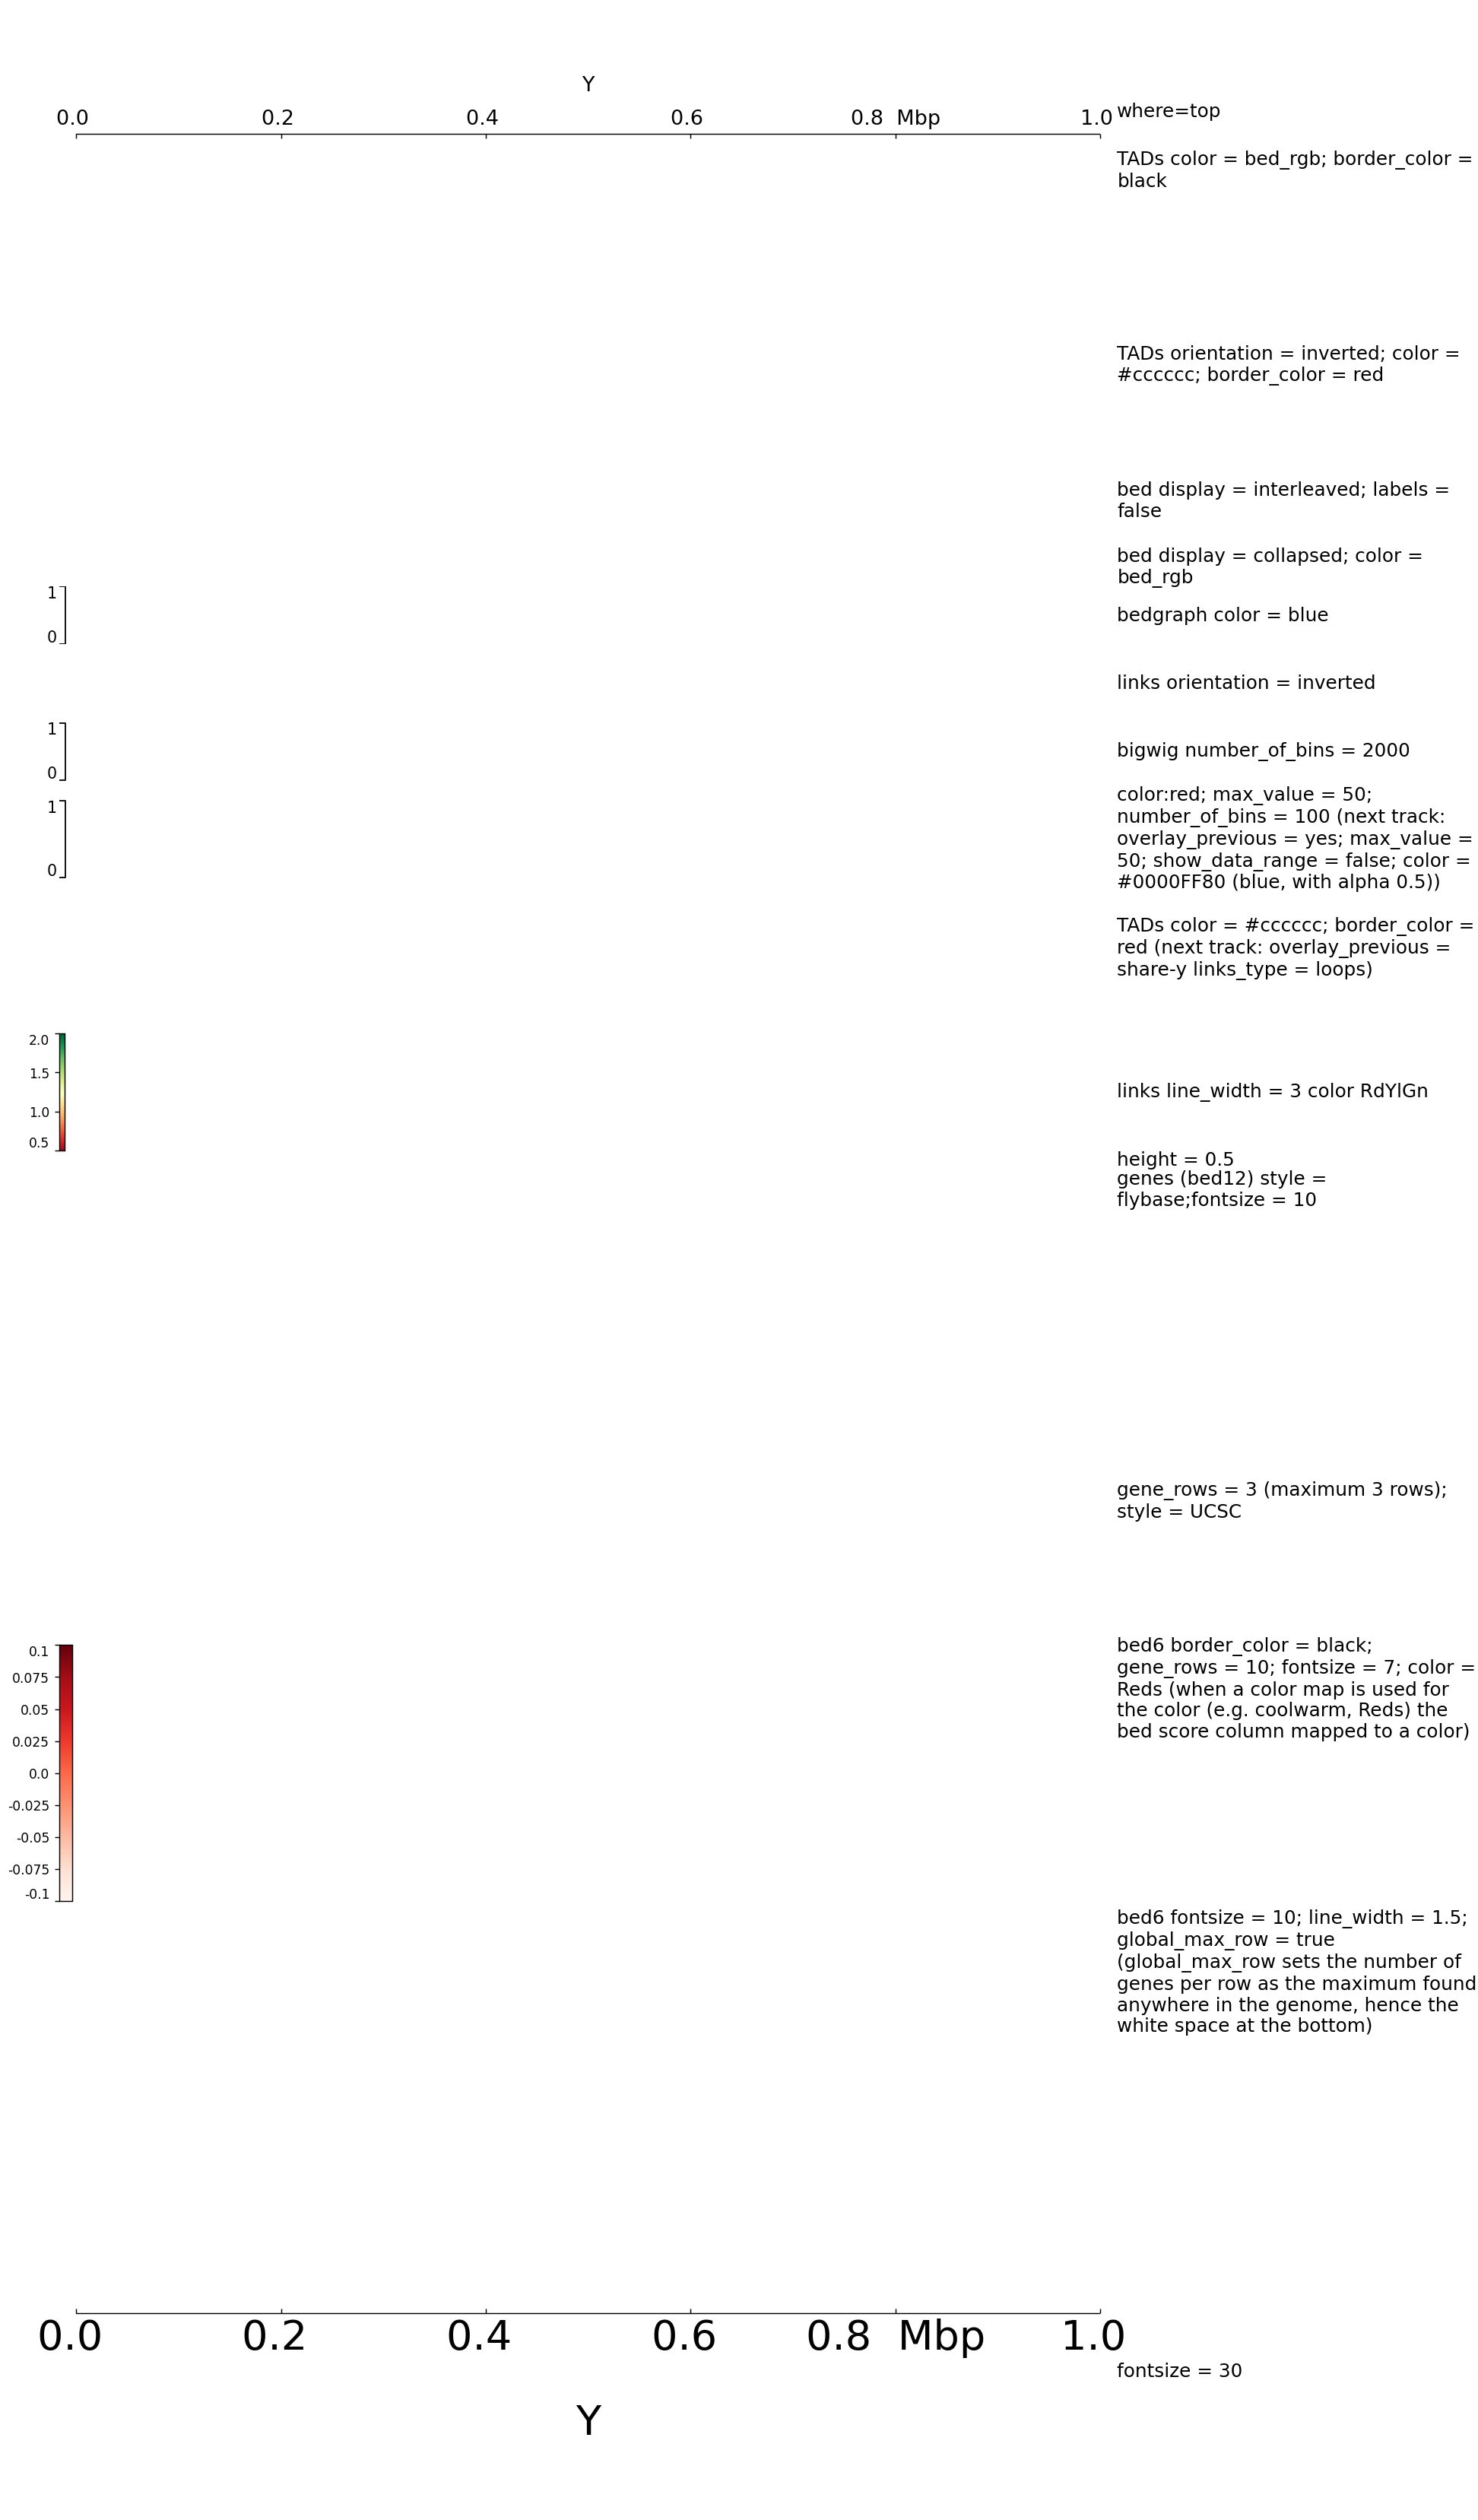 Y
0.0 0.2 0.4 0.6 0.8 Mbp 1.0
where=top
TADs color = bed_rgb; border_color =
black
TADs orientation = inverted; color =
#cccccc; border_color = red
bed display = interleaved; labels =
false
bed display = collapsed; color =
bed_rgb
1
0
bedgraph color = blue
links orientation = inverted
1
0
bigwig number_of_bins = 2000
1
0
color:red; max_value = 50;
number_of_bins = 100 (next track:
overlay_previous = yes; max_value =
50; show_data_range = false; color =
#0000FF80 (blue, with alpha 0.5))
TADs color = #cccccc; border_color =
red (next track: overlay_previous =
share-y links_type = loops)
2.0
1.5
1.0
0.5
links line_width = 3 color RdYlGn
height = 0.5
genes (bed12) style =
flybase;fontsize = 10
gene_rows = 3 (maximum 3 rows);
style = UCSC
0.1
0.075
0.05
0.025
0.0
-0.025
-0.05
-0.075
-0.1
bed6 border_color = black;
gene_rows = 10; fontsize = 7; color =
Reds (when a color map is used for
the color (e.g. coolwarm, Reds) the
bed score column mapped to a color)
bed6 fontsize = 10; line_width = 1.5;
global_max_row = true
(global_max_row sets the number of
genes per row as the maximum found
anywhere in the genome, hence the
white space at the bottom)
0.0 0.2 0.4 0.6 0.8 Mbp 1.0
fontsize = 30
Y